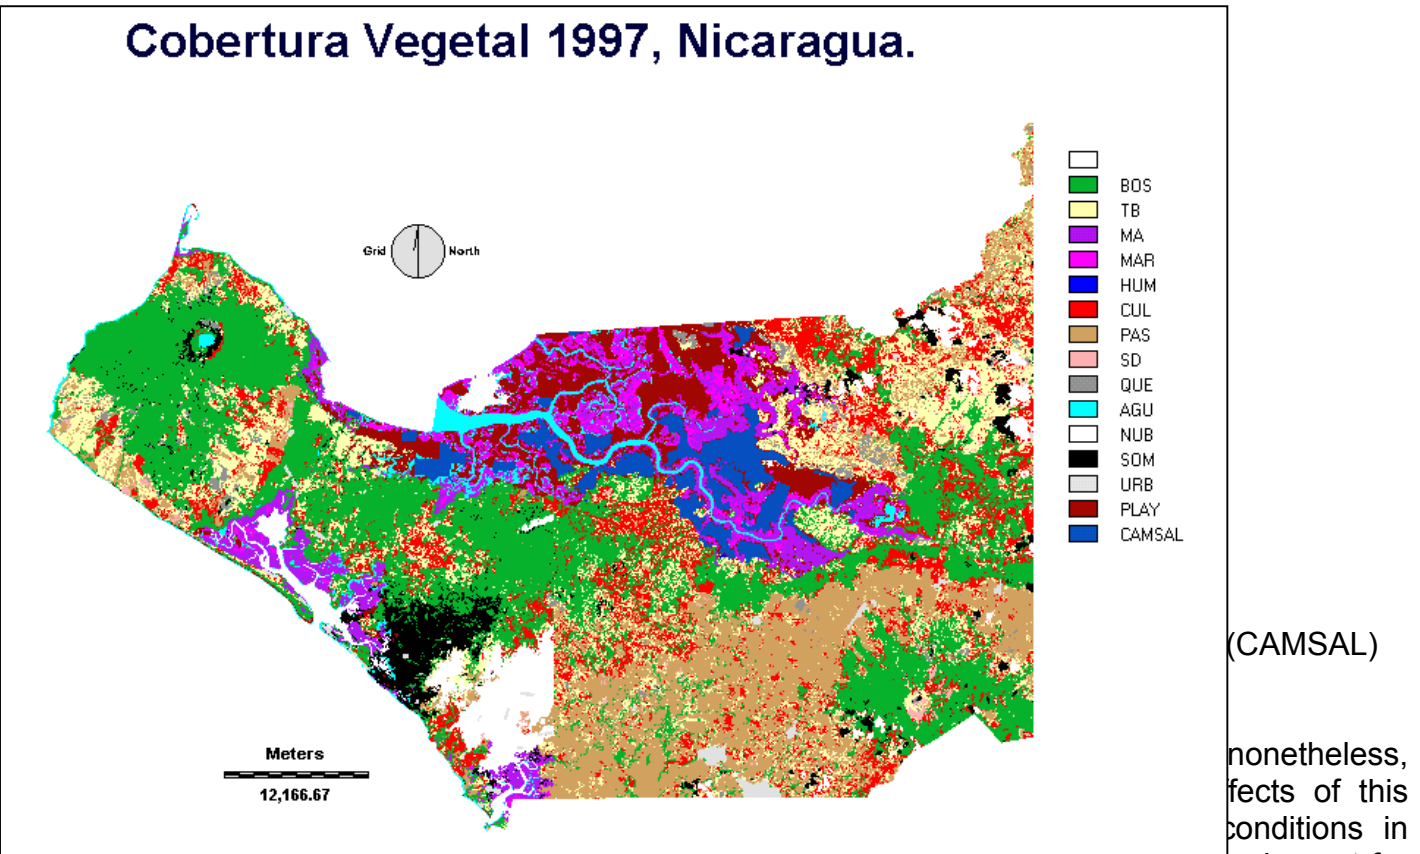 Cobertura Vegetal 1997, Nicaragua.
Grid North
BOS
TB
MA
MAR
HUM
CUL
PAS
SD
QUE
AGU
NUB
SOM
URB
PLAY
CAMSAL
Meters
12,166.67
(CAMSAL)
nonetheless,
of this
conditions in